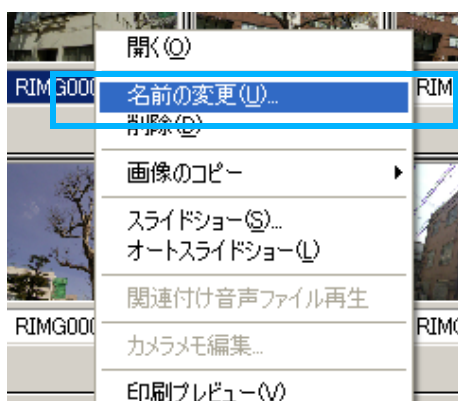 開く(O)
RIMG000
名前の変更(U)...
RIM
削除(D)
画像のコピー
スライドショー(S)...
オートスライドショー(L)
関連付け音声ファイル再生
RIMG000
RIMG
カメラメモ編集...
印刷プレビュー(V)